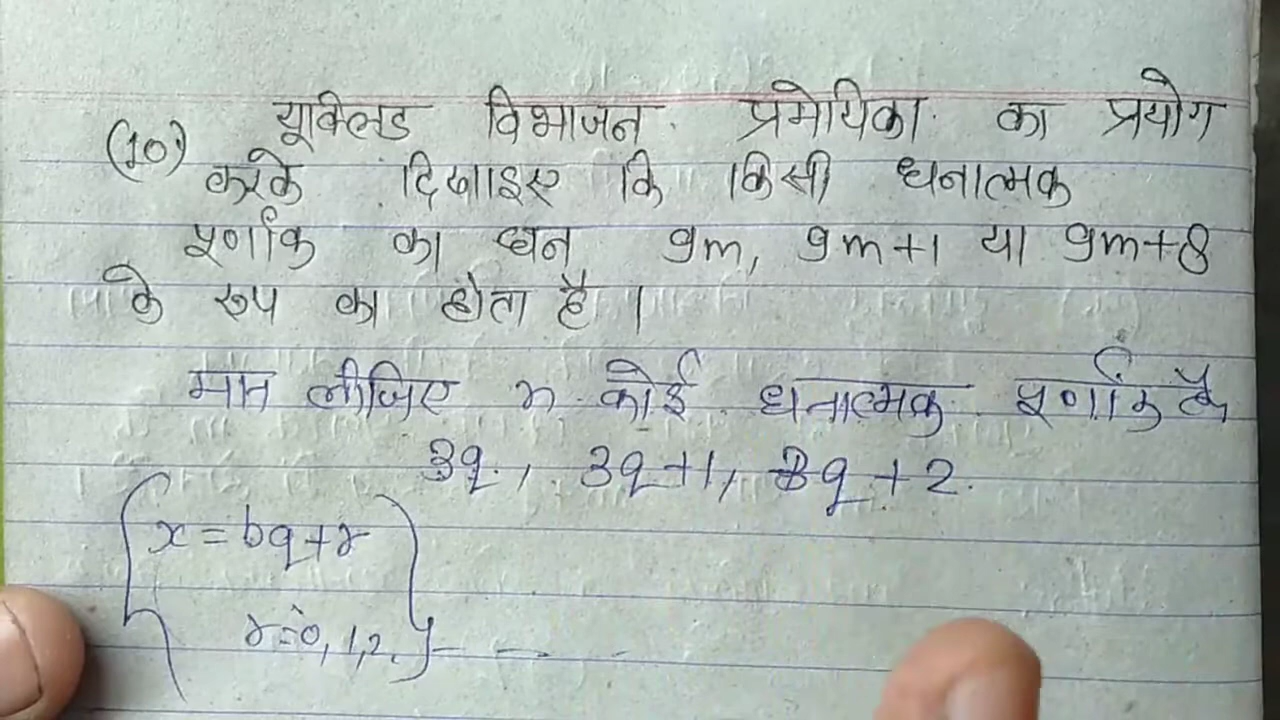 (10) यूक्लिड विभाजन प्रमेयिका का प्रयोग
करके दिखाइए कि किसी धनात्मक
पूर्णांक का घन 9m, 9m+1 या 9m+8
के रूप का होता है ।
मान लीजिए x कोई धनात्मक पूर्णांक है
3q, 3q+1, 3q+2.
x = bq+r
r=0, 1, 2,